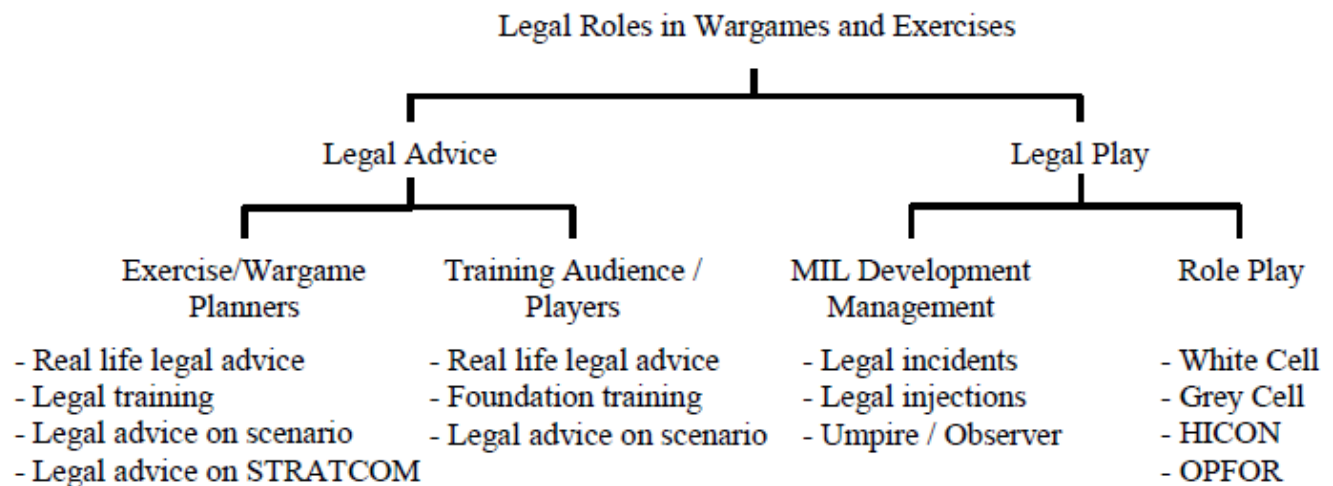 Legal Roles in Wargames and Exercises
Legal Advice
Legal Play
Exercise/Wargame
Planners
- Real life legal advice
- Legal training
- Legal advice on scenario
- Legal advice on STRATCOM
Training Audience /
Players
- Real life legal advice
- Foundation training
- Legal advice on scenario
MIL Development
Management
- Legal incidents
- Legal injections
- Umpire / Observer
Role Play
- White Cell
- Grey Cell
- HICON
- OPFOR